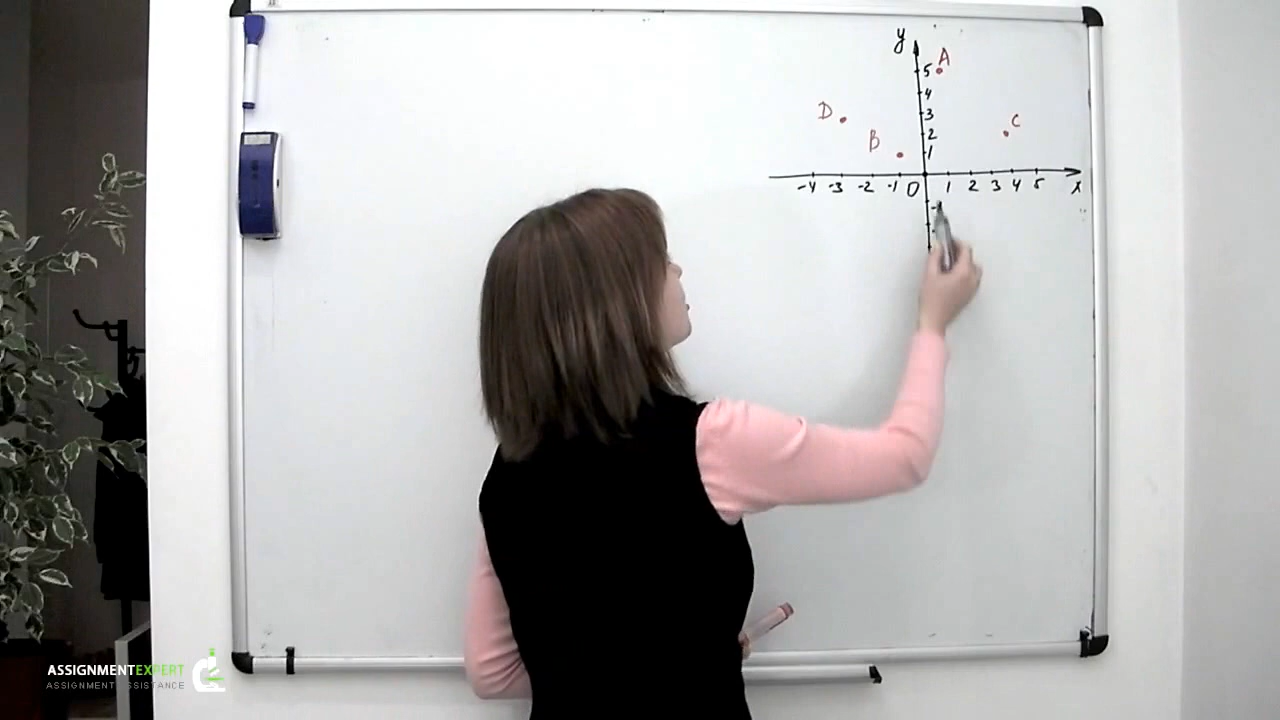 y
A
5
4
D
3
C
B
2
1
-4 -3 -2 -1 0 1 2 3 4 5 x
ASSIGNMENTEXPERT
ASSIGNMENT ASSISTANCE